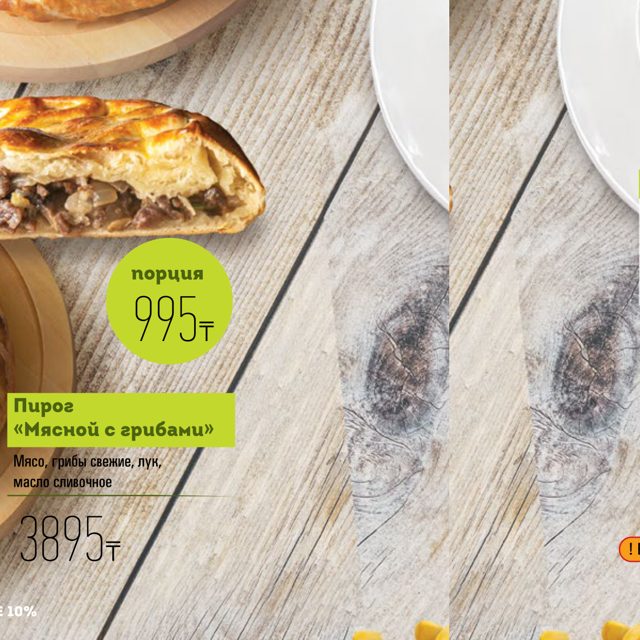 порция
995₸
Пирог
«Мясной с грибами»
Мясо, грибы свежие, лук,
масло сливочное
3895₸
10%